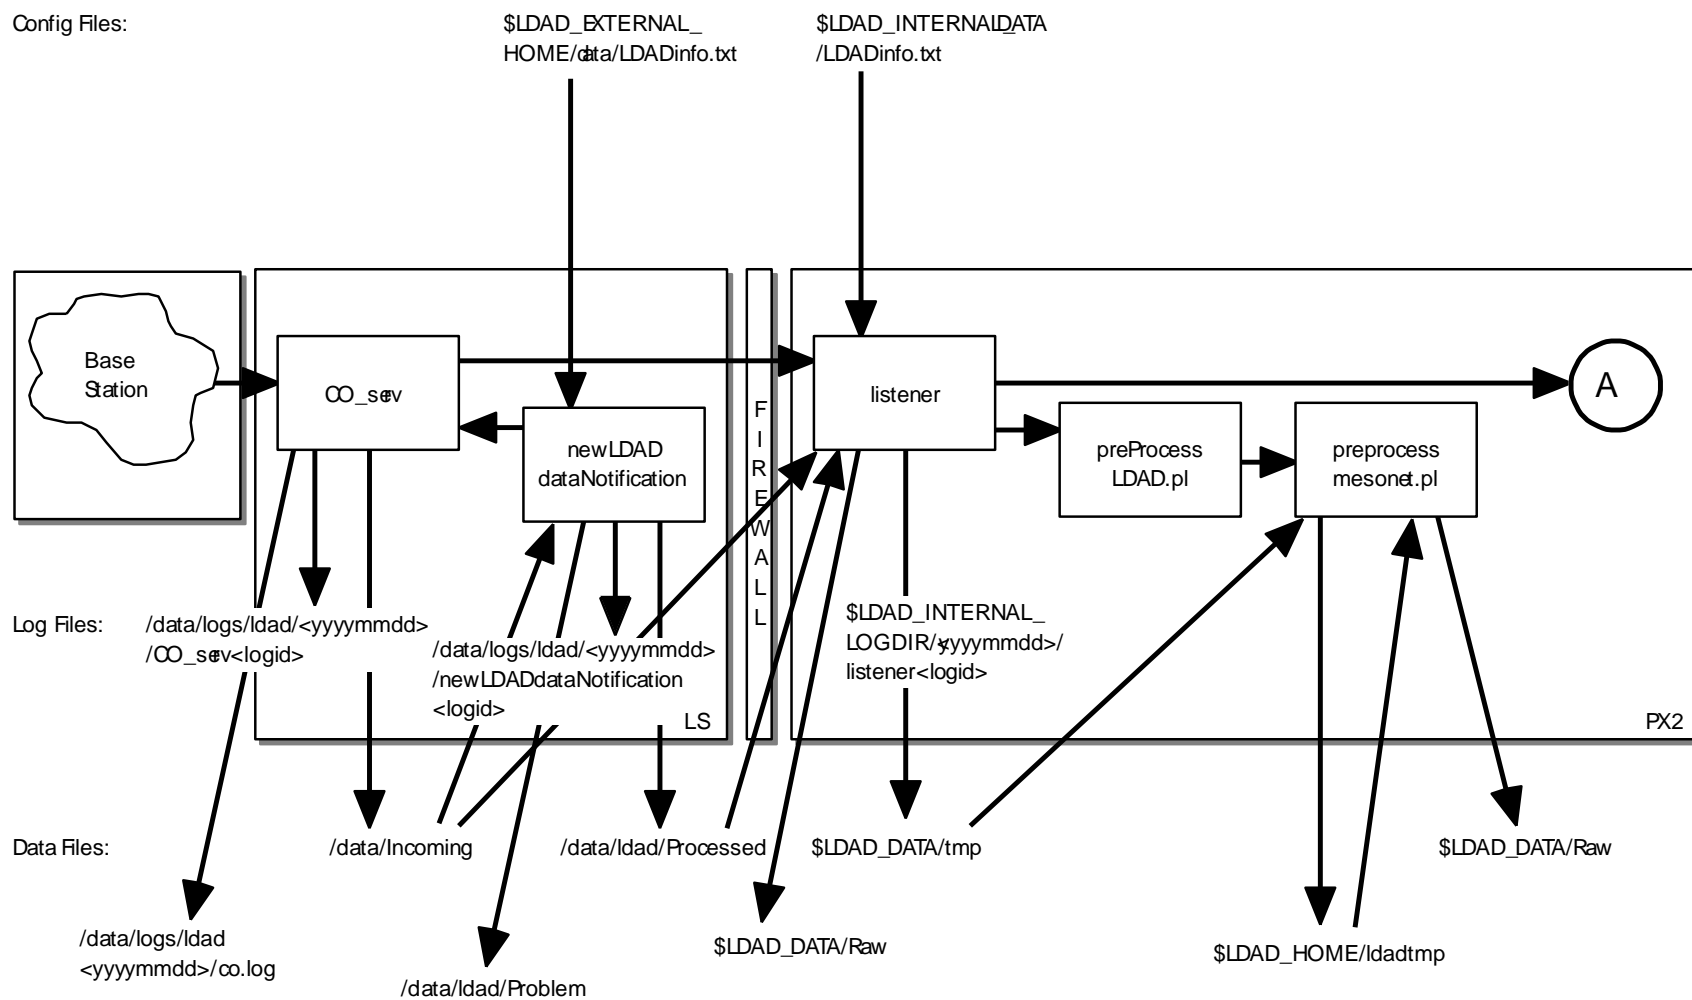 Config Files:
$LDAD_EXTERNAL_
HOME/data/LDADinfo.txt
$LDAD_INTERNALDATA
/LDADinfo.txt
Base
Station
CO_serv
newLDAD
dataNotification
F
I
R
E
W
A
L
L
listener
preProcess
LDAD.pl
preprocess
mesonet.pl
A
Log Files:
/data/logs/ldad/<yyyymmdd>
/CO_serv<logid>
/data/logs/ldad/<yyyymmdd>
/newLDADdataNotification
<logid>
LS
$LDAD_INTERNAL_
LOGDIR/<yyyymmdd>/
listener<logid>
PX2
Data Files:
/data/Incoming
/data/ldad/Processed
$LDAD_DATA/tmp
$LDAD_DATA/Raw
/data/logs/ldad
<yyyymmdd>/co.log
/data/ldad/Problem
$LDAD_DATA/Raw
$LDAD_HOME/ldadtmp